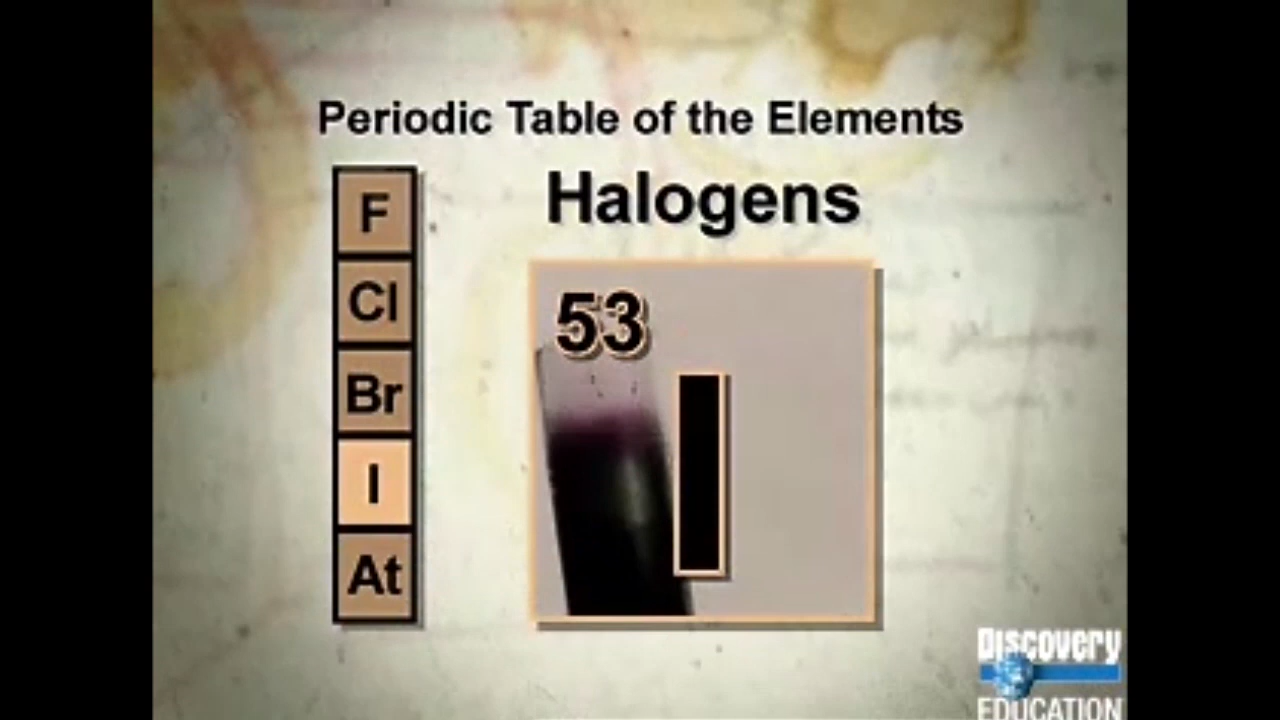 Periodic Table of the Elements
Halogens
F
Cl
Br
I
At
53
I
Discovery
EDUCATION